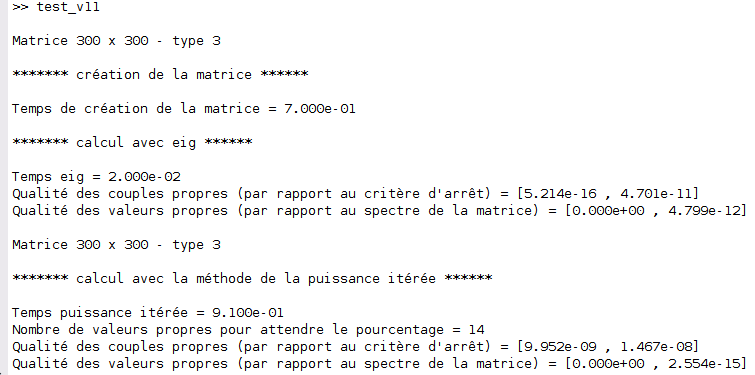 >> test_v11
Matrice 300 x 300 - type 3
******* création de la matrice ******
Temps de création de la matrice = 7.000e-01
******* calcul avec eig ******
Temps eig = 2.000e-02
Qualité des couples propres (par rapport au critère d'arrêt) = [5.214e-16 , 4.701e-11]
Qualité des valeurs propres (par rapport au spectre de la matrice) = [0.000e+00 , 4.799e-12]
Matrice 300 x 300 - type 3
******* calcul avec la méthode de la puissance itérée ******
Temps puissance itérée = 9.100e-01
Nombre de valeurs propres pour attendre le pourcentage = 14
Qualité des couples propres (par rapport au critère d'arrêt) = [9.952e-09 , 1.467e-08]
Qualité des valeurs propres (par rapport au spectre de la matrice) = [0.000e+00 , 2.554e-15]